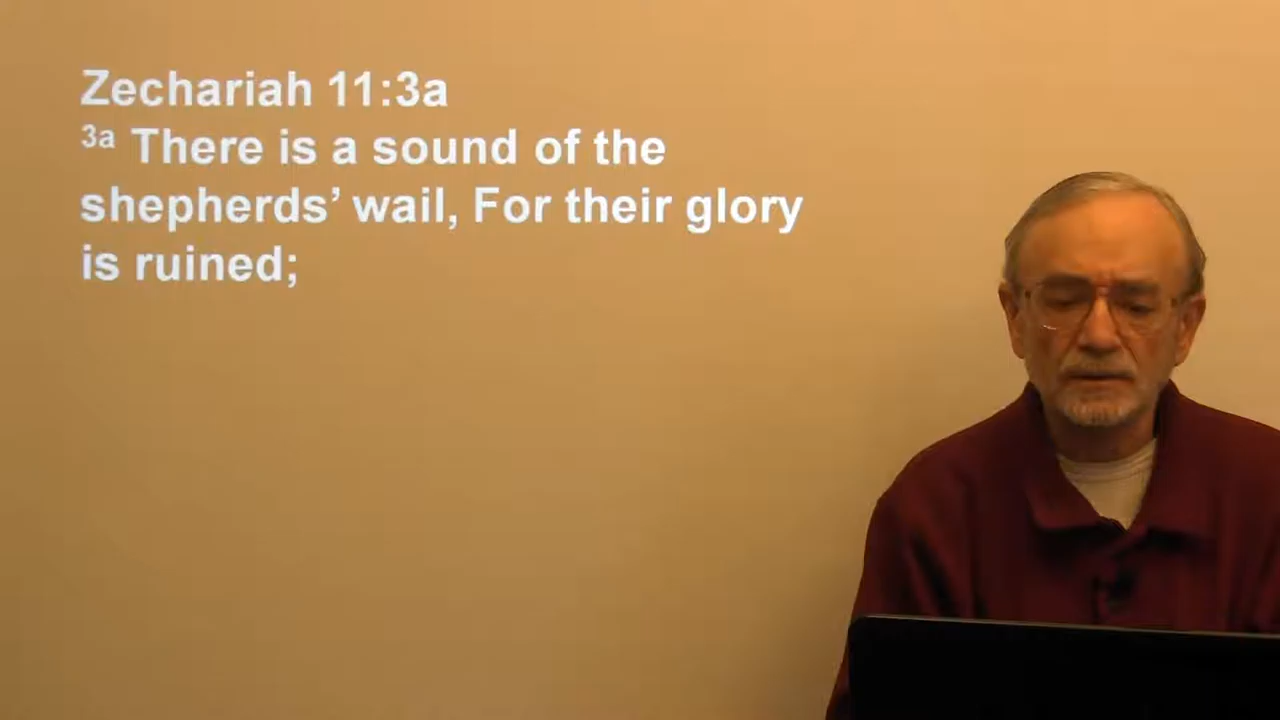 Zechariah 11:3a
3a There is a sound of the
shepherds’ wail, For their glory
is ruined;